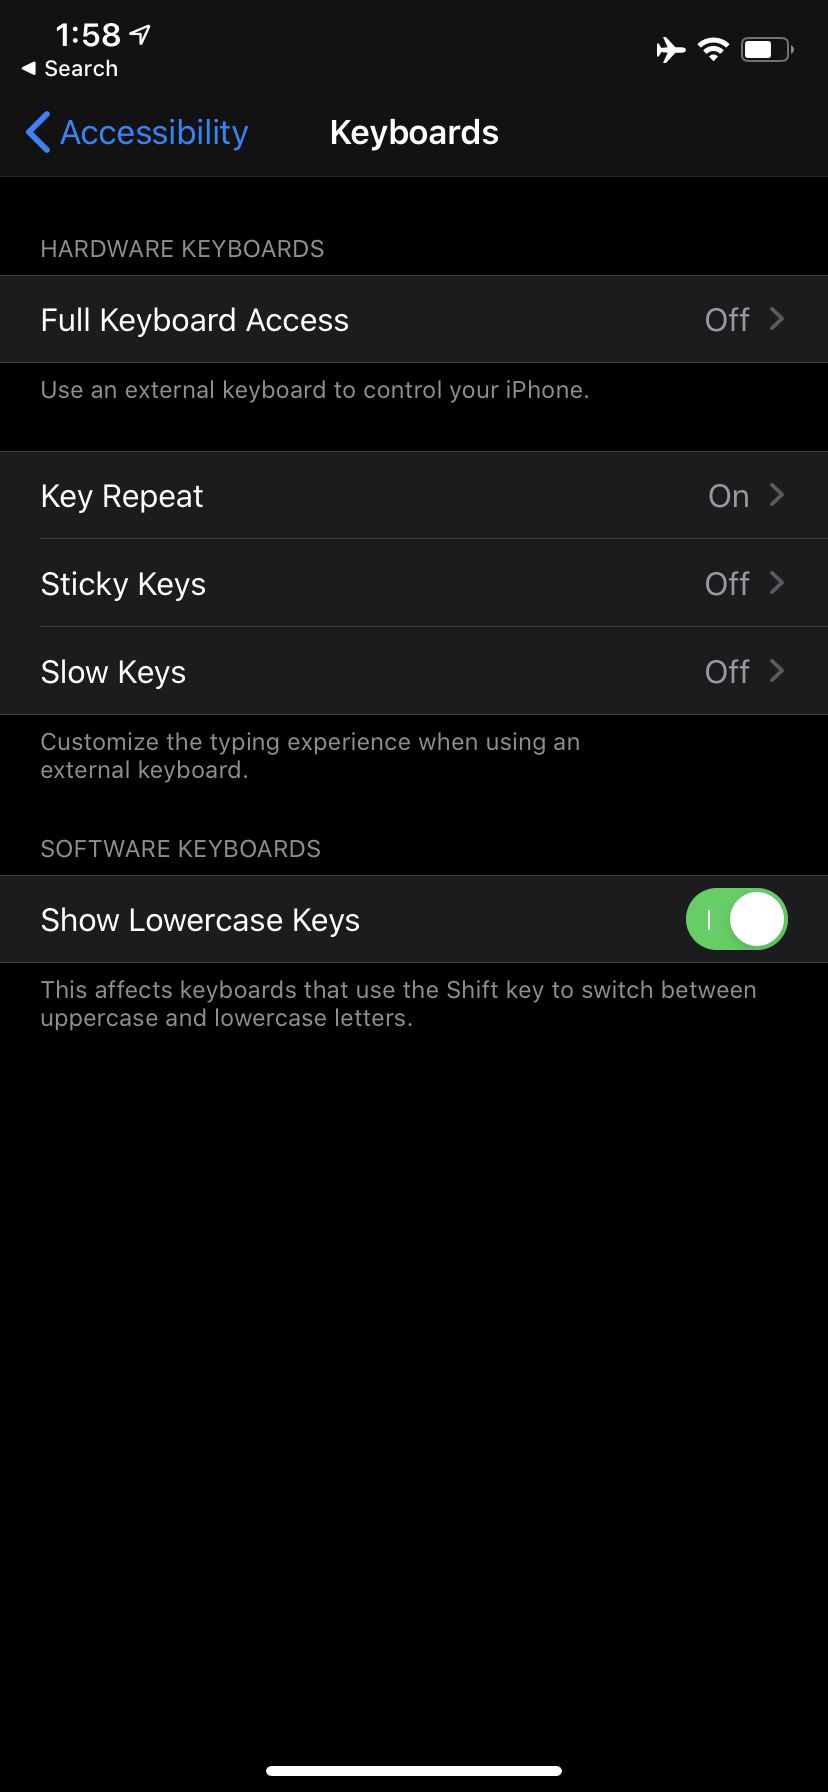 1:58
Search
Accessibility
Keyboards
HARDWARE KEYBOARDS
Full Keyboard Access Off
Use an external keyboard to control your iPhone.
Key Repeat On
Sticky Keys Off
Slow Keys Off
Customize the typing experience when using an
external keyboard.
SOFTWARE KEYBOARDS
Show Lowercase Keys
This affects keyboards that use the Shift key to switch between
uppercase and lowercase letters.